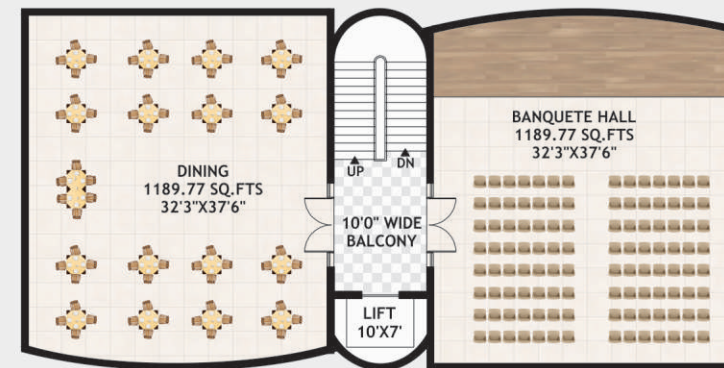 DINING
1189.77 SQ.FTS
32'3"X37'6"
UP
DN
10'0" WIDE
BALCONY
LIFT
10'X7'
BANQUETE HALL
1189.77 SQ.FTS
32'3"X37'6"